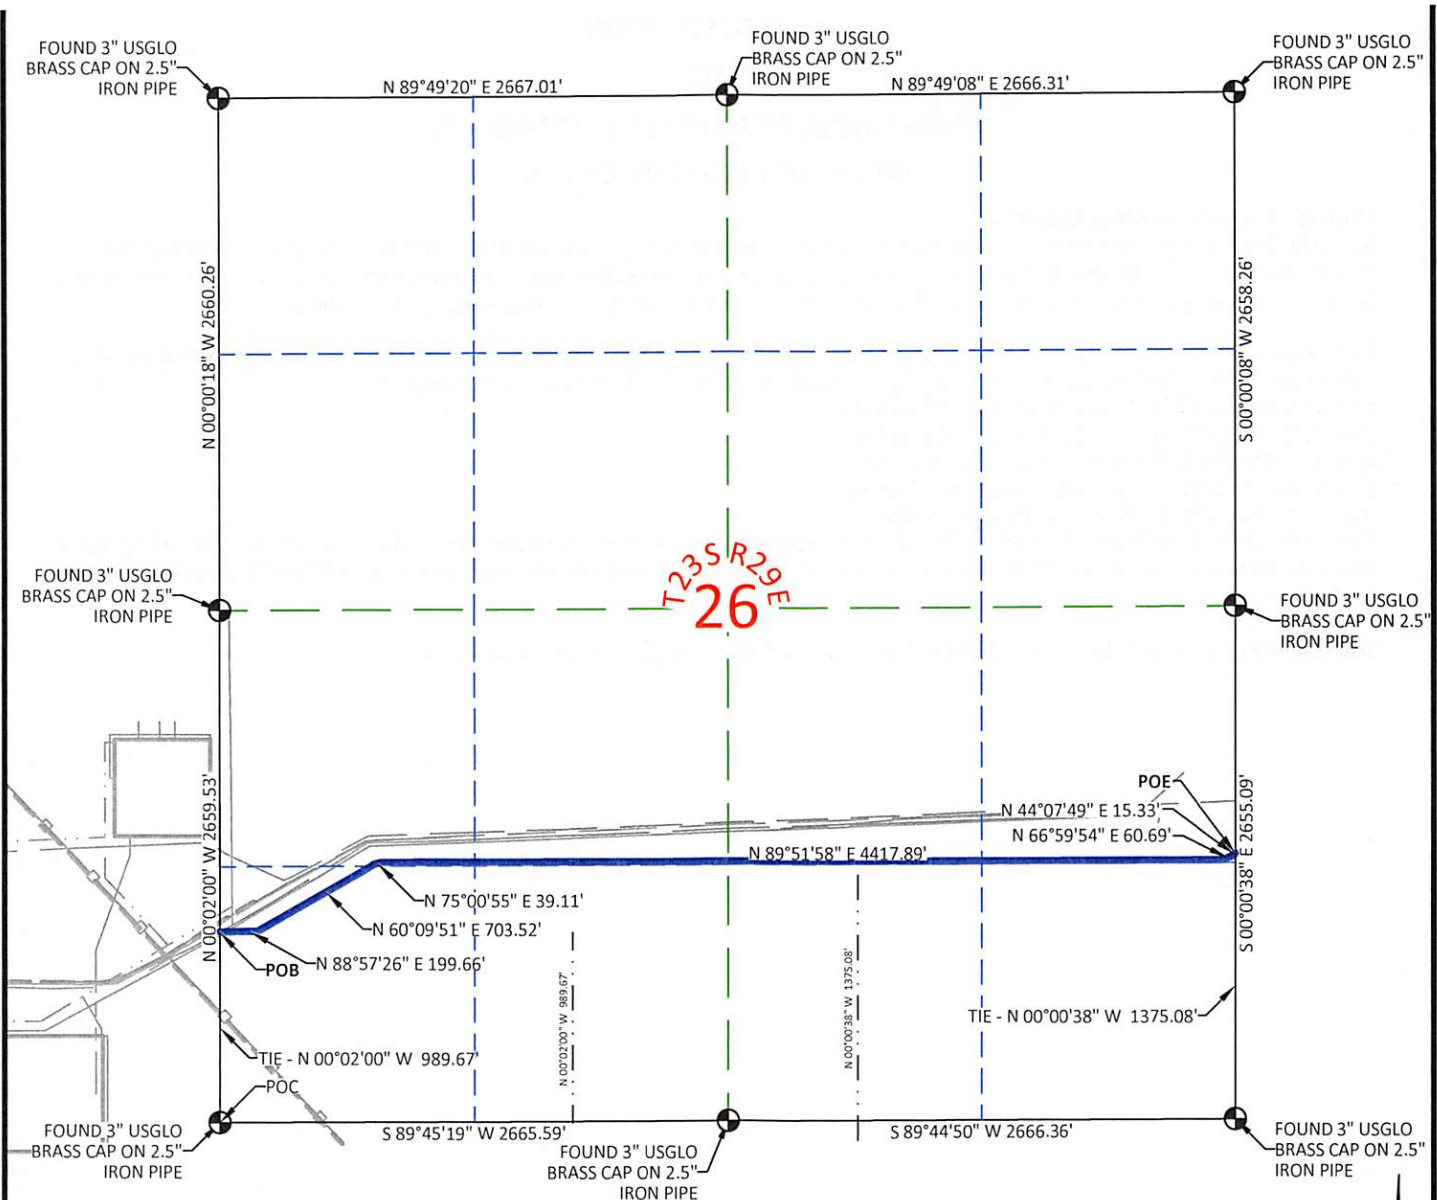 FOUND 3" USGLO
BRASS CAP ON 2.5"
IRON PIPE
FOUND 3" USGLO
BRASS CAP ON 2.5"
IRON PIPE
FOUND 3" USGLO
BRASS CAP ON 2.5"
IRON PIPE
N 89°49'20" E 2667.01'
N 89°49'08" E 2666.31'
N 00°00'18" W 2660.26'
S 00°00'08" W 2658.26'
T23S R29E
26
FOUND 3" USGLO
BRASS CAP ON 2.5"
IRON PIPE
FOUND 3" USGLO
BRASS CAP ON 2.5"
IRON PIPE
N 00°02'00" W 2659.53'
S 00°00'38" E 2655.09'
POE
N 44°07'49" E 15.33'
N 66°59'54" E 60.69'
N 89°51'58" E 4417.89'
N 75°00'55" E 39.11'
N 60°09'51" E 703.52'
N 88°57'26" E 199.66'
POB
N 00°02'00" W 989.67'
N 00°00'38" W 1375.08'
TIE - N 00°00'38" W 1375.08'
TIE - N 00°02'00" W 989.67'
POC
S 89°45'19" W 2665.59'
S 89°44'50" W 2666.36'
FOUND 3" USGLO
BRASS CAP ON 2.5"
IRON PIPE
FOUND 3" USGLO
BRASS CAP ON 2.5"
IRON PIPE
FOUND 3" USGLO
BRASS CAP ON 2.5"
IRON PIPE